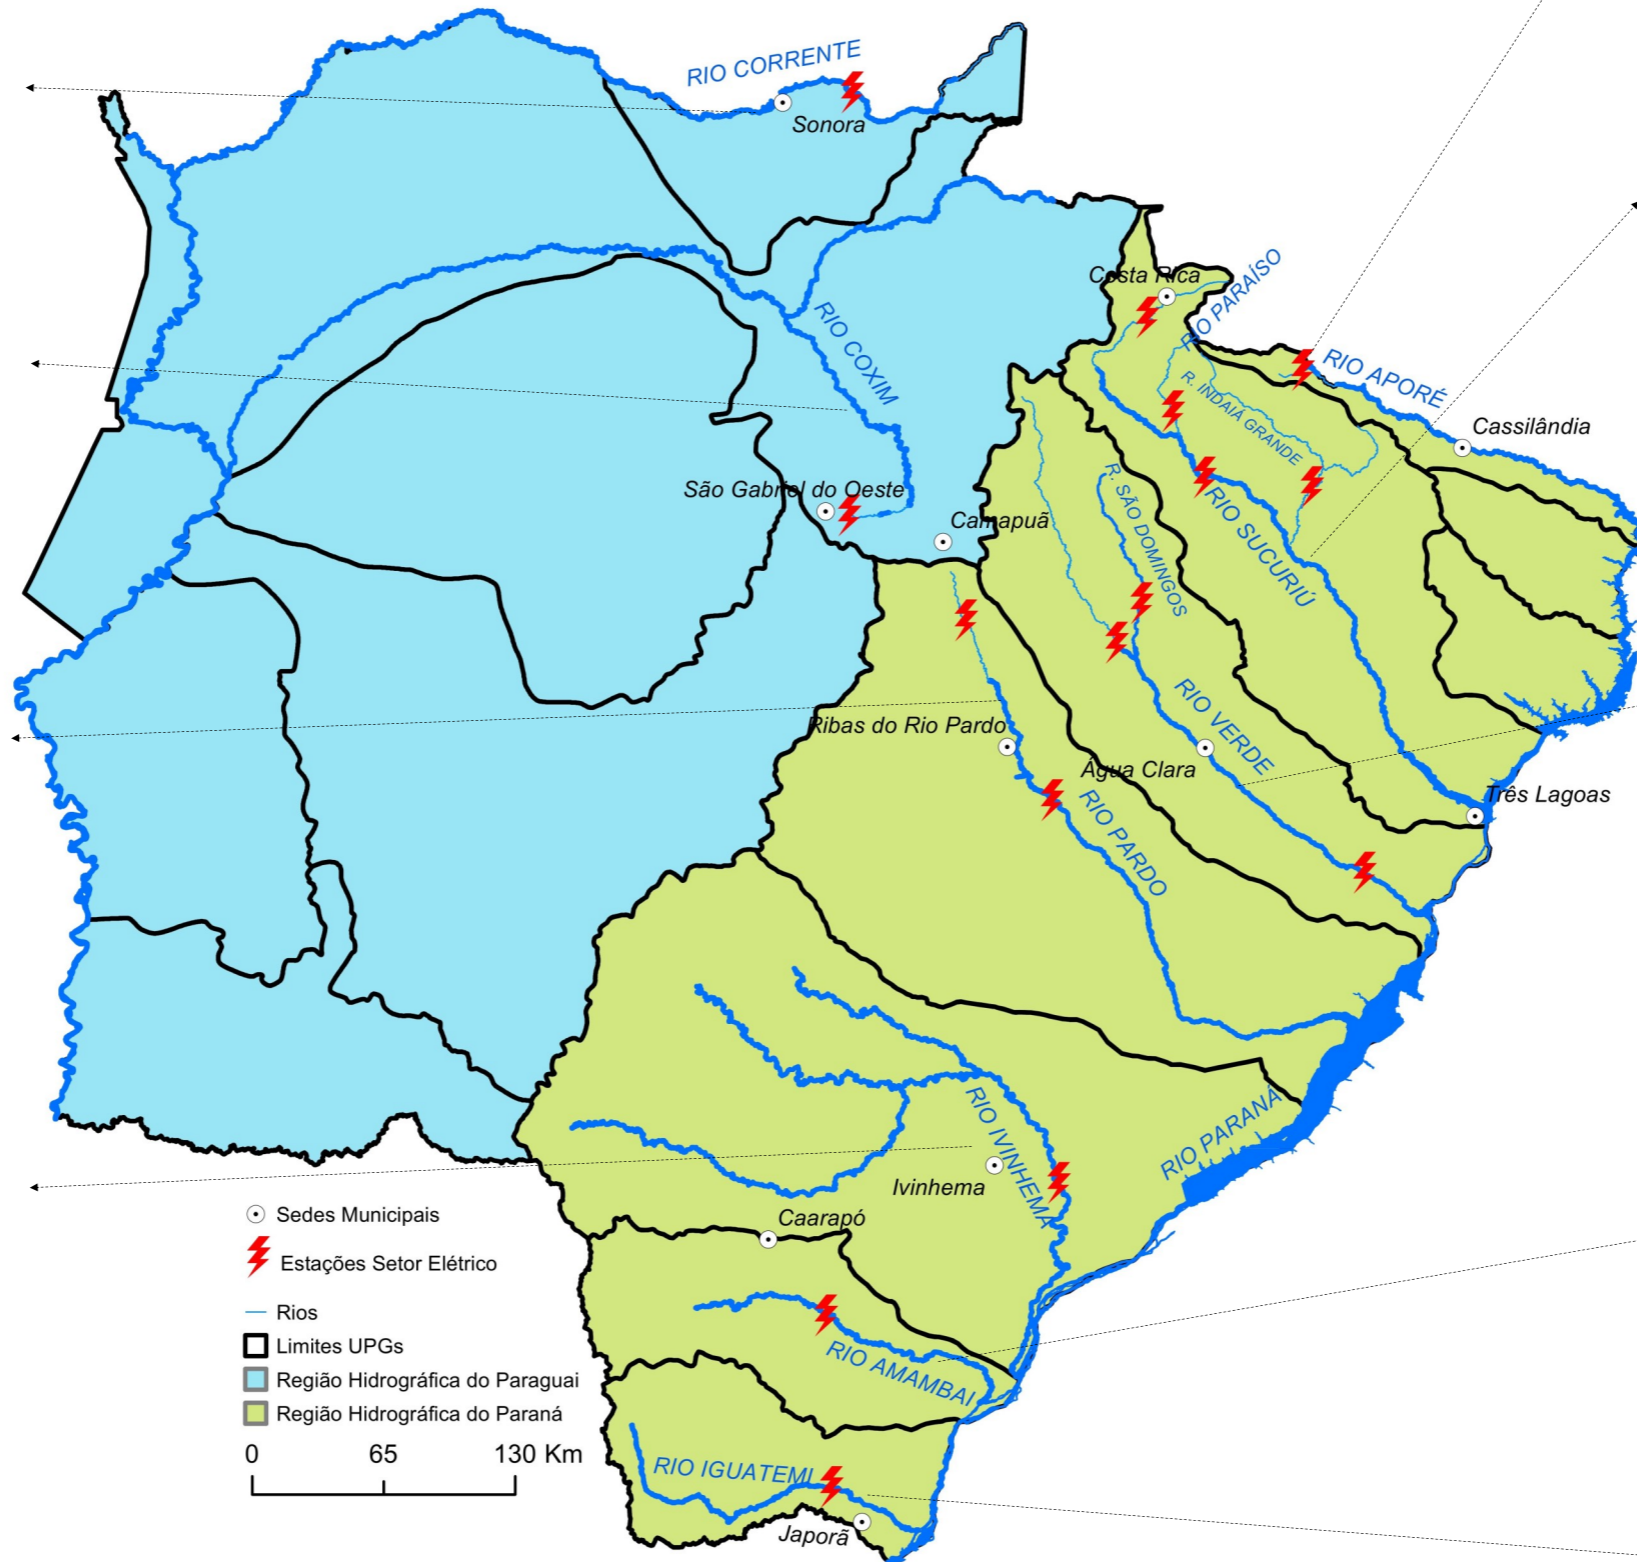 RIO CORRENTE
Sonora
Costa Rica
RIO PARAÍSO
RIO APORÉ
Cassilândia
R. INDAIÁ GRANDE
RIO COXIM
São Gabriel do Oeste
Camapuã
R. SÃO DOMINGOS
RIO SUCURIÚ
Ribas do Rio Pardo
Água Clara
RIO VERDE
Três Lagoas
RIO PARDO
RIO PARANÁ
RIO IVINHEMA
Ivinhema
Caarapó
RIO AMAMBAI
RIO IGUATEMI
Japorã
Sedes Municipais
Estações Setor Elétrico
Rios
Limites UPGs
Região Hidrográfica do Paraguai
Região Hidrográfica do Paraná
0 65 130 Km